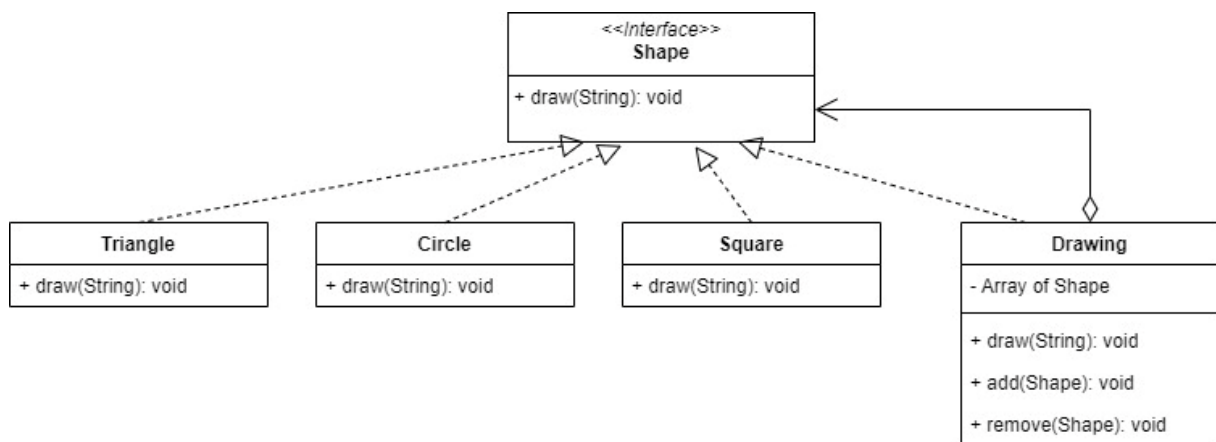 <<Interface>>
Shape
+ draw(String): void
Triangle
+ draw(String): void
Circle
+ draw(String): void
Square
+ draw(String): void
Drawing
- Array of Shape
+ draw(String): void
+ add(Shape): void
+ remove(Shape): void